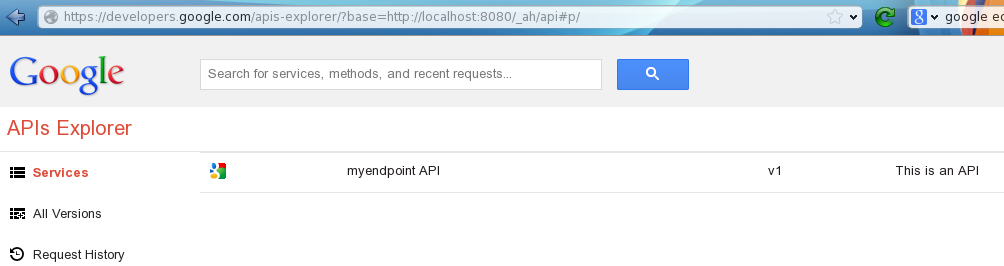 https://developers.google.com/apis-explorer/?base=http://localhost:8080/_ah/api#p/
google ec
Google
Search for services, methods, and recent requests...
APIs Explorer
Services
myendpoint API v1 This is an API
All Versions
Request History